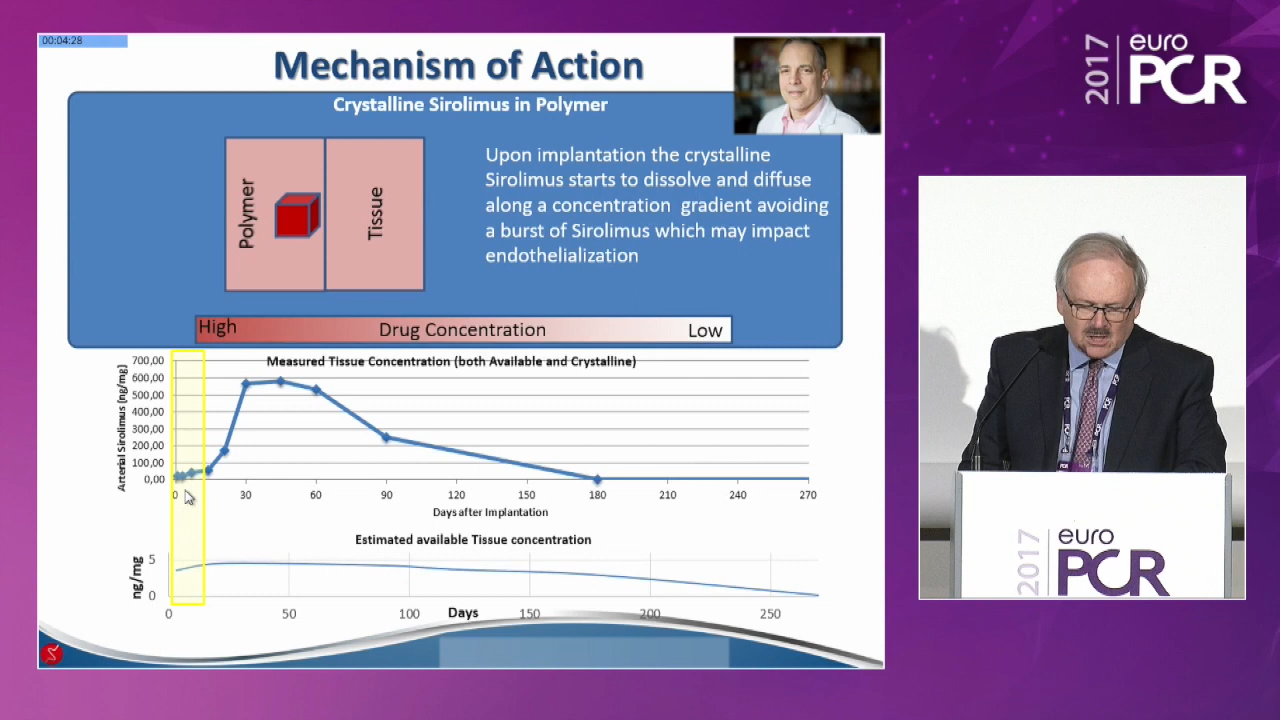 00:04:28
Mechanism of Action
Crystalline Sirolimus in Polymer
Polymer
Tissue
Upon implantation the crystalline
Sirolimus starts to dissolve and diffuse
along a concentration gradient avoiding
a burst of Sirolimus which may impact
endothelialization
High
Drug Concentration
Low
Measured Tissue Concentration (both Available and Crystalline)
Arterial Sirolimus (ng/mg)
700,00
600,00
500,00
400,00
300,00
200,00
100,00
0,00
0 30 60 90 120 150 180 210 240 270
Days after Implantation
Estimated available Tissue concentration
ng/mg
5
0
0 50 100 150 200 250
Days
2017
euro
PCR
PCR
2017
euro
PCR